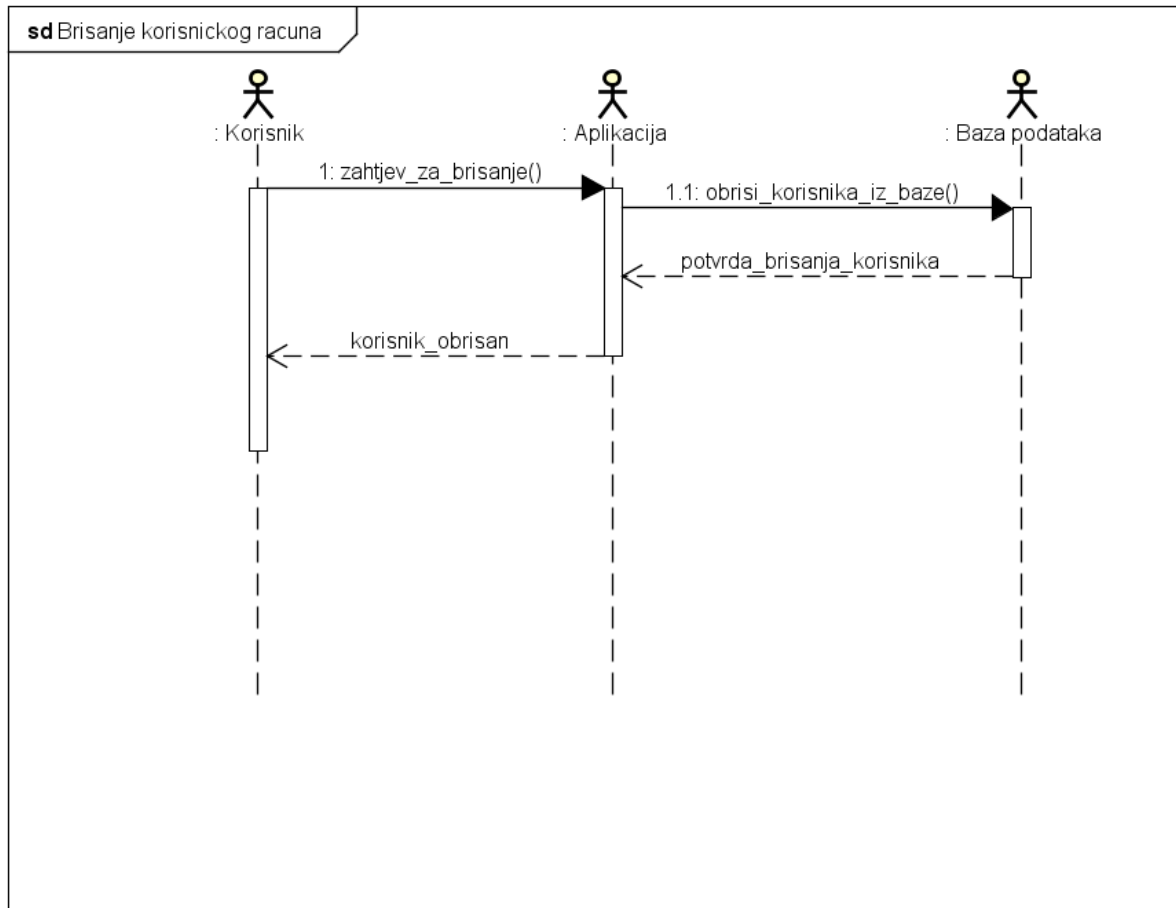 sd Brisanje korisnickog racuna
: Korisnik
: Aplikacija
: Baza podataka
1: zahtjev_za_brisanje()
1.1: obrisi_korisnika_iz_baze()
potvrda_brisanja_korisnika
korisnik_obrisan